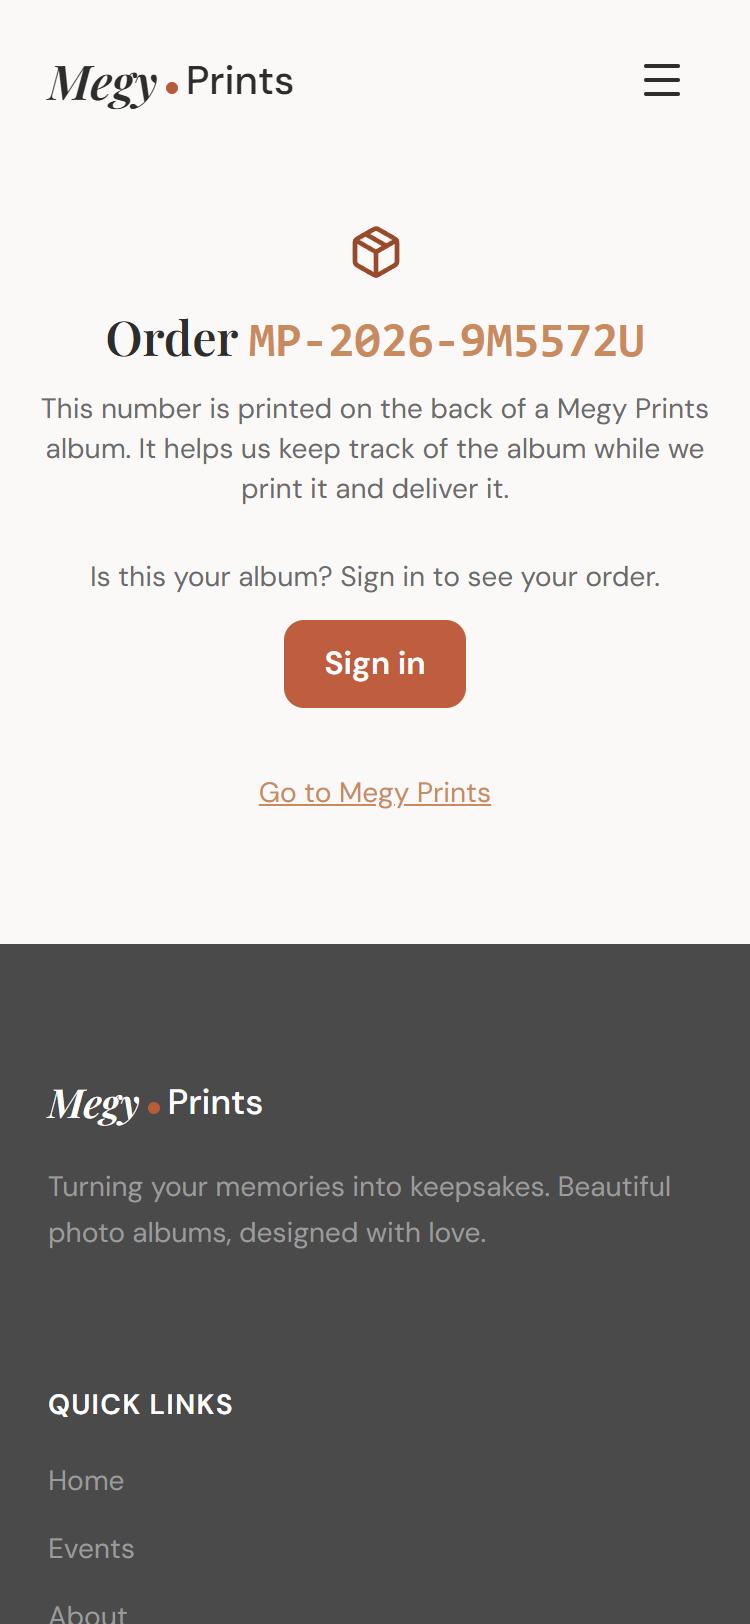 Megy Prints
Order MP-2026-9M5572U
This number is printed on the back of a Megy Prints
album. It helps us keep track of the album while we
print it and deliver it.
Is this your album? Sign in to see your order.
Sign in
Go to Megy Prints
Megy Prints
Turning your memories into keepsakes. Beautiful
photo albums, designed with love.
QUICK LINKS
Home
Events
About